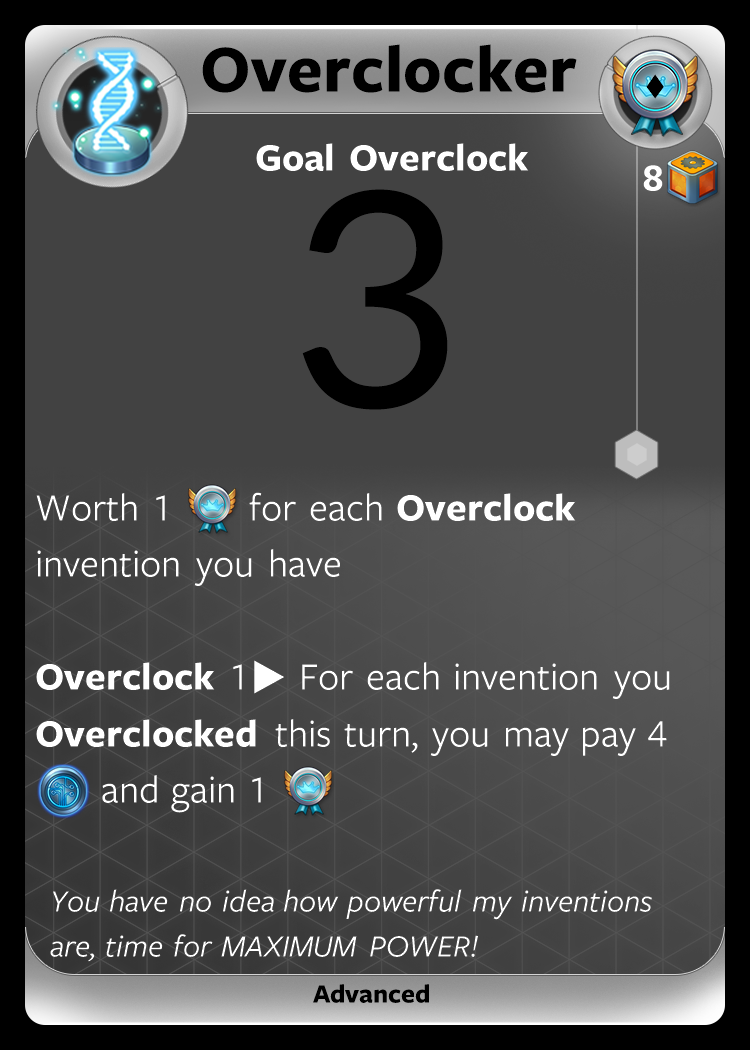 Overclocker
Goal Overclock
8
3
Worth 1 for each Overclock
invention you have
Overclock 1▶ For each invention you
Overclocked this turn, you may pay 4
and gain 1
You have no idea how powerful my inventions
are, time for MAXIMUM POWER!
Advanced